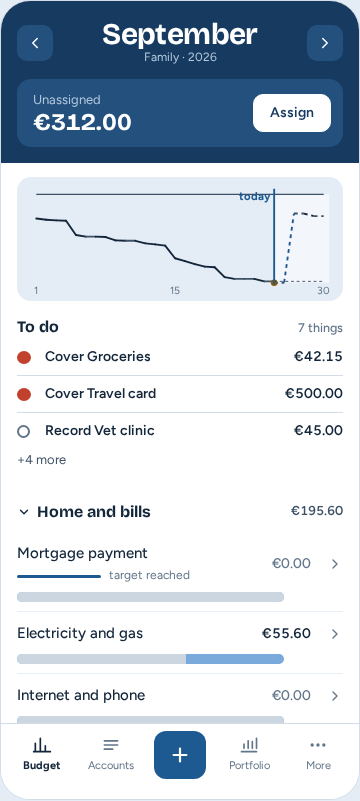 September
Family · 2026
Unassigned
€312.00
Assign
today
1
15
30
To do
7 things
Cover Groceries
€42.15
Cover Travel card
€500.00
Record Vet clinic
€45.00
+4 more
Home and bills
€195.60
Mortgage payment
€0.00
target reached
Electricity and gas
€55.60
Internet and phone
€0.00
Budget
Accounts
Portfolio
More